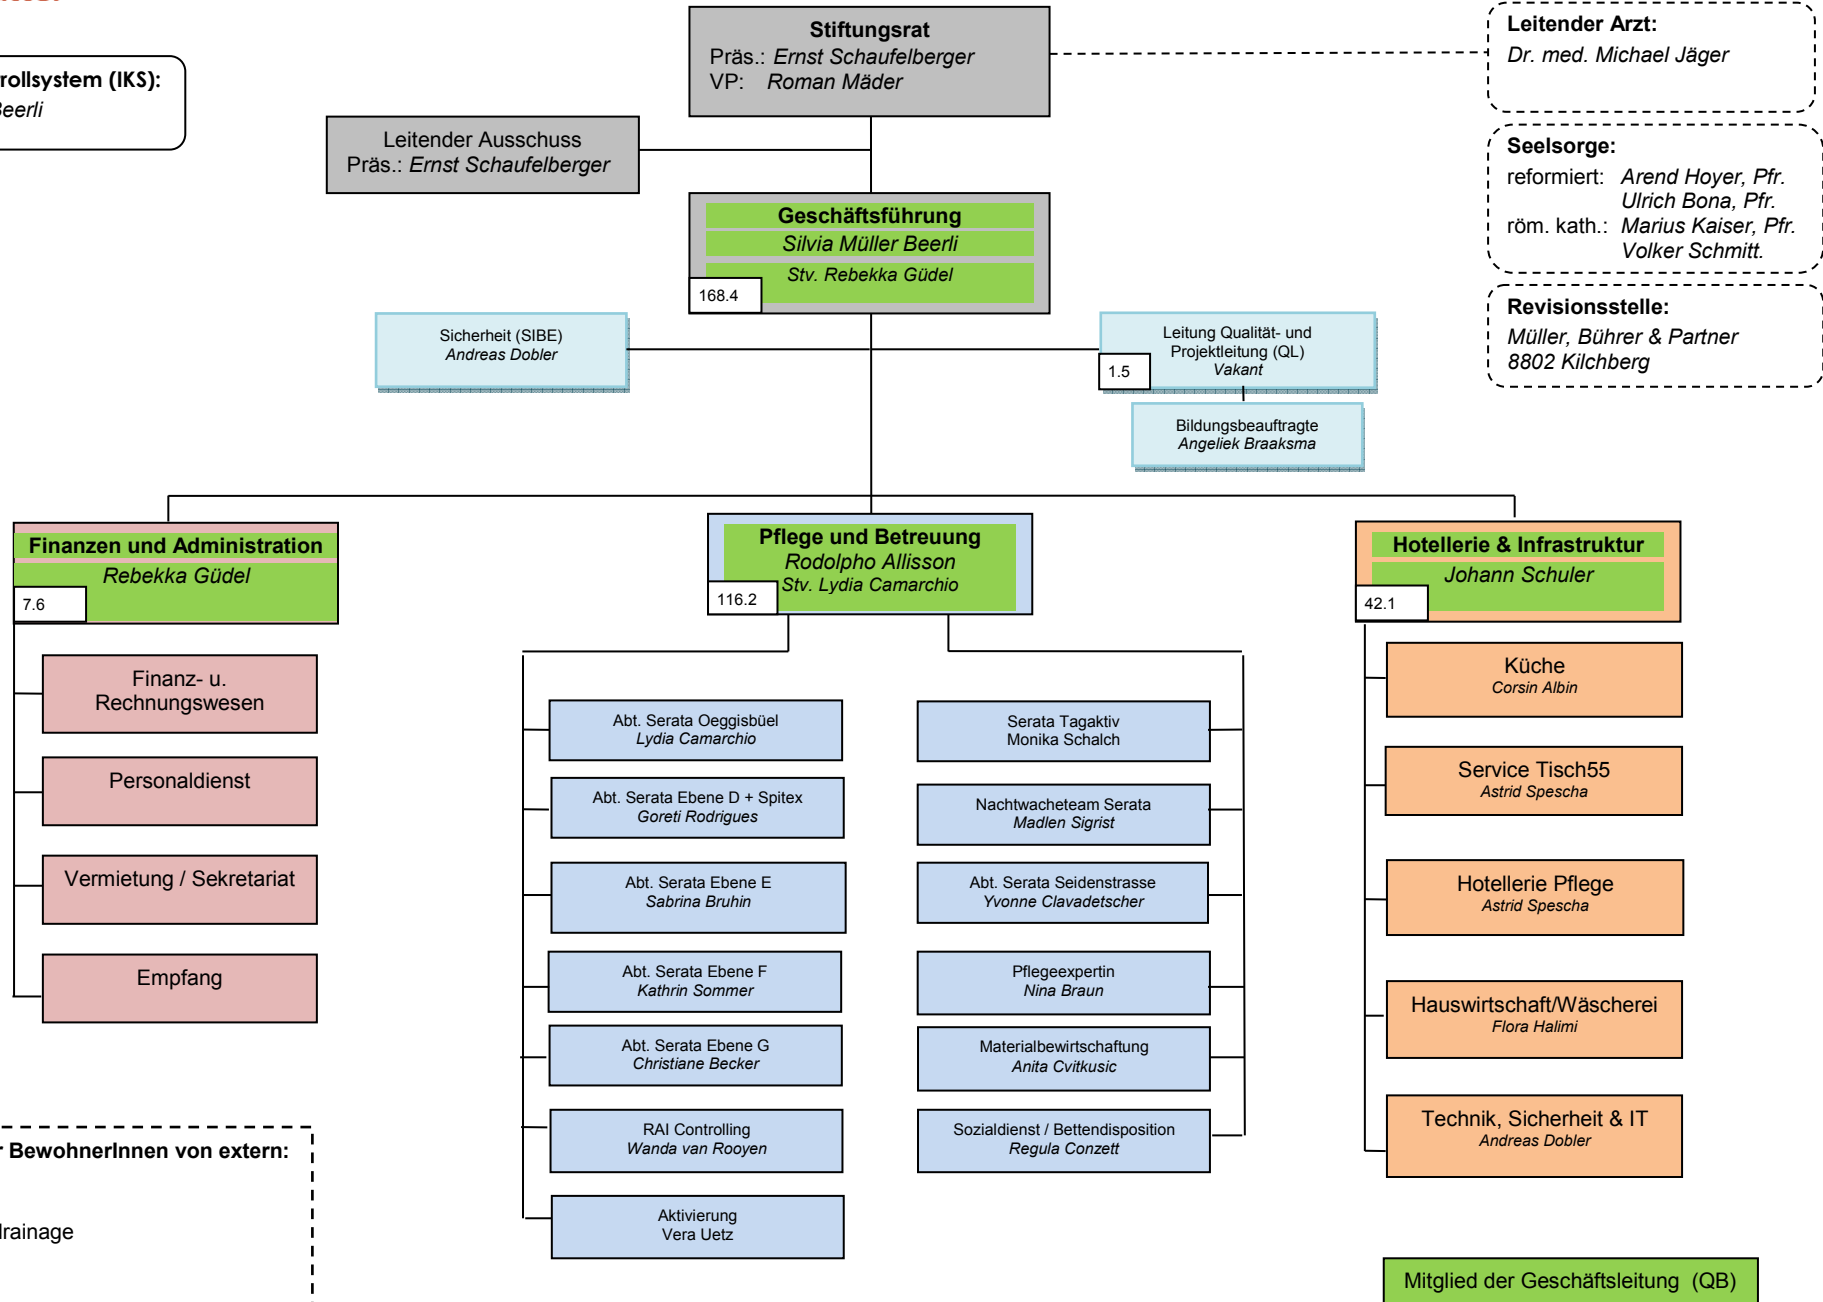 Stiftungsrat
Präs.: Ernst Schaufelberger
VP: Roman Mäder
Leitender Arzt:
Dr. med. Michael Jäger
rollsystem (IKS):
Beerli
Leitender Ausschuss
Präs.: Ernst Schaufelberger
Seelsorge:
reformiert: Arend Hoyer, Pfr.
Ulrich Bona, Pfr.
röm. kath.: Marius Kaiser, Pfr.
Volker Schmitt.
Geschäftsführung
Silvia Müller Beerli
Stv. Rebekka Güdel
168.4
Revisionsstelle:
Müller, Bührer & Partner
8802 Kilchberg
Sicherheit (SIBE)
Andreas Dobler
Leitung Qualität- und
Projektleitung (QL)
Vakant
1.5
Bildungsbeauftragte
Angeliek Braaksma
Finanzen und Administration
Rebekka Güdel
7.6
Pflege und Betreuung
Rodolpho Allisson
Stv. Lydia Camarchio
116.2
Hotellerie & Infrastruktur
Johann Schuler
42.1
Finanz- u.
Rechnungswesen
Personaldienst
Vermietung / Sekretariat
Empfang
Abt. Serata Oeggisbüel
Lydia Camarchio
Abt. Serata Ebene D + Spitex
Goreti Rodrigues
Abt. Serata Ebene E
Sabrina Bruhin
Abt. Serata Ebene F
Kathrin Sommer
Abt. Serata Ebene G
Christiane Becker
RAI Controlling
Wanda van Rooyen
Aktivierung
Vera Uetz
Serata Tagaktiv
Monika Schalch
Nachtwacheteam Serata
Madlen Sigrist
Abt. Serata Seidenstrasse
Yvonne Clavadetscher
Pflegeexpertin
Nina Braun
Materialbewirtschaftung
Anita Cvitkusic
Sozialdienst / Bettendisposition
Regula Conzett
Küche
Corsin Albin
Service Tisch55
Astrid Spescha
Hotellerie Pflege
Astrid Spescha
Hauswirtschaft/Wäscherei
Flora Halimi
Technik, Sicherheit & IT
Andreas Dobler
r BewohnerInnen von extern:
drainage
Mitglied der Geschäftsleitung (QB)